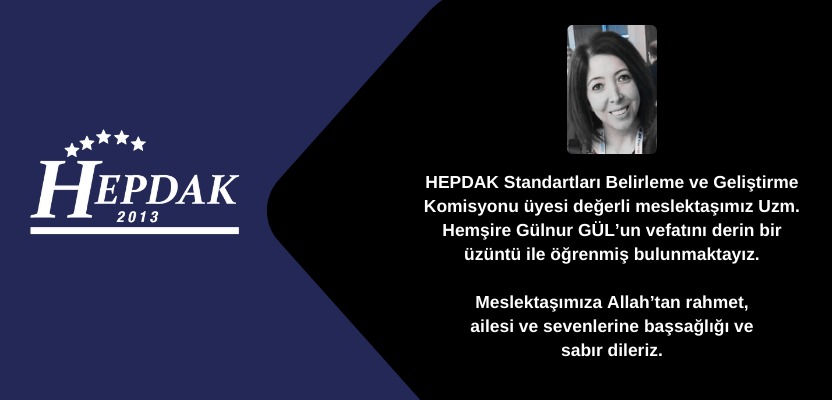 HEPDAK
2013
HEPDAK Standartları Belirleme ve Geliştirme
Komisyonu üyesi değerli meslektaşımız Uzm.
Hemşire Gülnur GÜL’un vefatını derin bir
üzüntü ile öğrenmiş bulunmaktayız.
Meslektaşımıza Allah’tan rahmet,
ailesi ve sevenlerine başsağlığı ve
sabır dileriz.